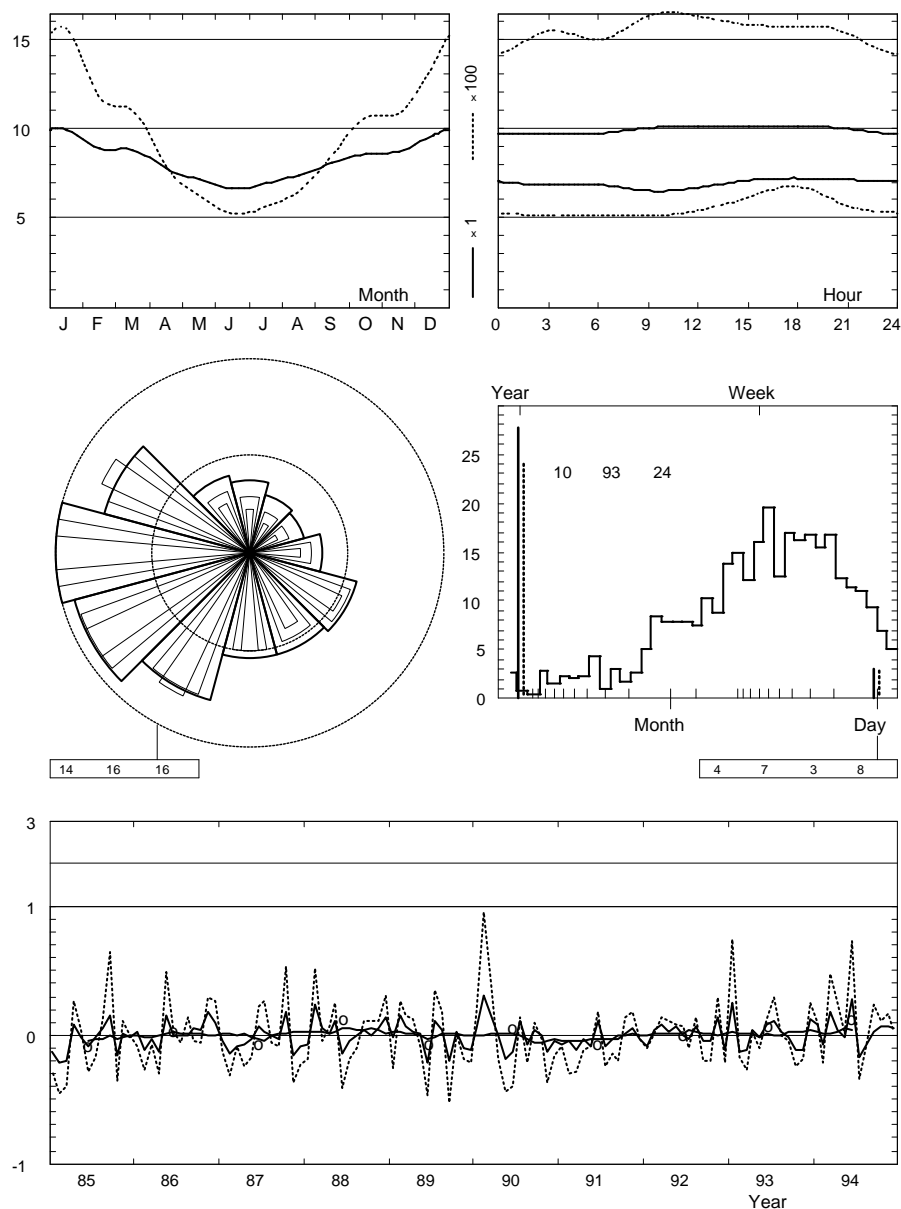 15
10
5
Month
J F M A M J J A S O N D
x 100
x 1
Hour
0 3 6 9 12 15 18 21 24
Year Week
25
20
15
10
5
0
10 93 24
Month Day
14 16 16
4 7 3 8
3
1
0
-1
85 86 87 88 89 90 91 92 93 94
Year